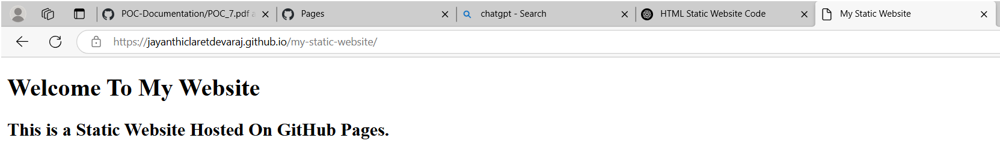 POC-Documentation/POC_7.pdf a
Pages
chatgpt - Search
HTML Static Website Code
My Static Website
https://jayanthiclaretdevaraj.github.io/my-static-website/
Welcome To My Website
This is a Static Website Hosted On GitHub Pages.